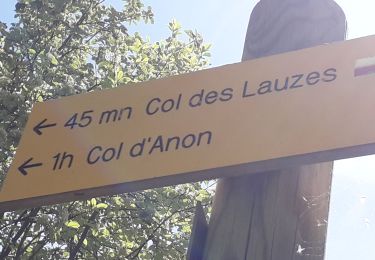 ← 45 mn Col des Lauzes
← 1h Col d'Anon